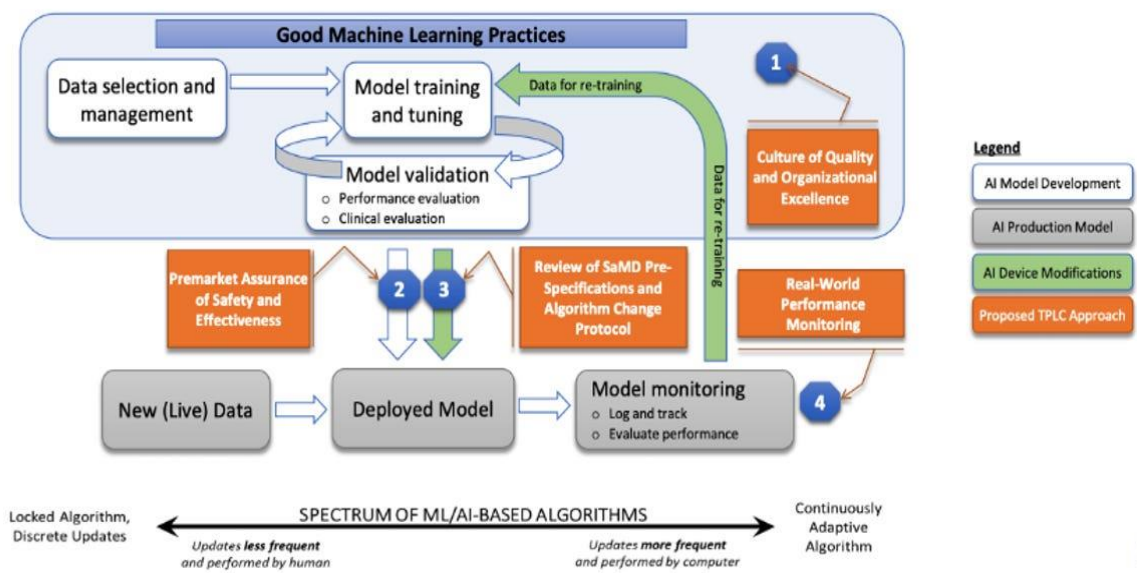 Good Machine Learning Practices
Data selection and
management
Model training
and tuning
Data for re-training
1
Model validation
o Performance evaluation
o Clinical evaluation
Data for re-training
Culture of Quality
and Organizational
Excellence
Legend
AI Model Development
AI Production Model
AI Device Modifications
Proposed TPLC Approach
Premarket Assurance
of Safety and
Effectiveness
2
3
Review of SaMD Pre-
Specifications and
Algorithm Change
Protocol
Real-World
Performance
Monitoring
New (Live) Data
Deployed Model
Model monitoring
o Log and track
o Evaluate performance
4
Locked Algorithm,
Discrete Updates
SPECTRUM OF ML/AI-BASED ALGORITHMS
Updates less frequent
and performed by human
Updates more frequent
and performed by computer
Continuously
Adaptive
Algorithm